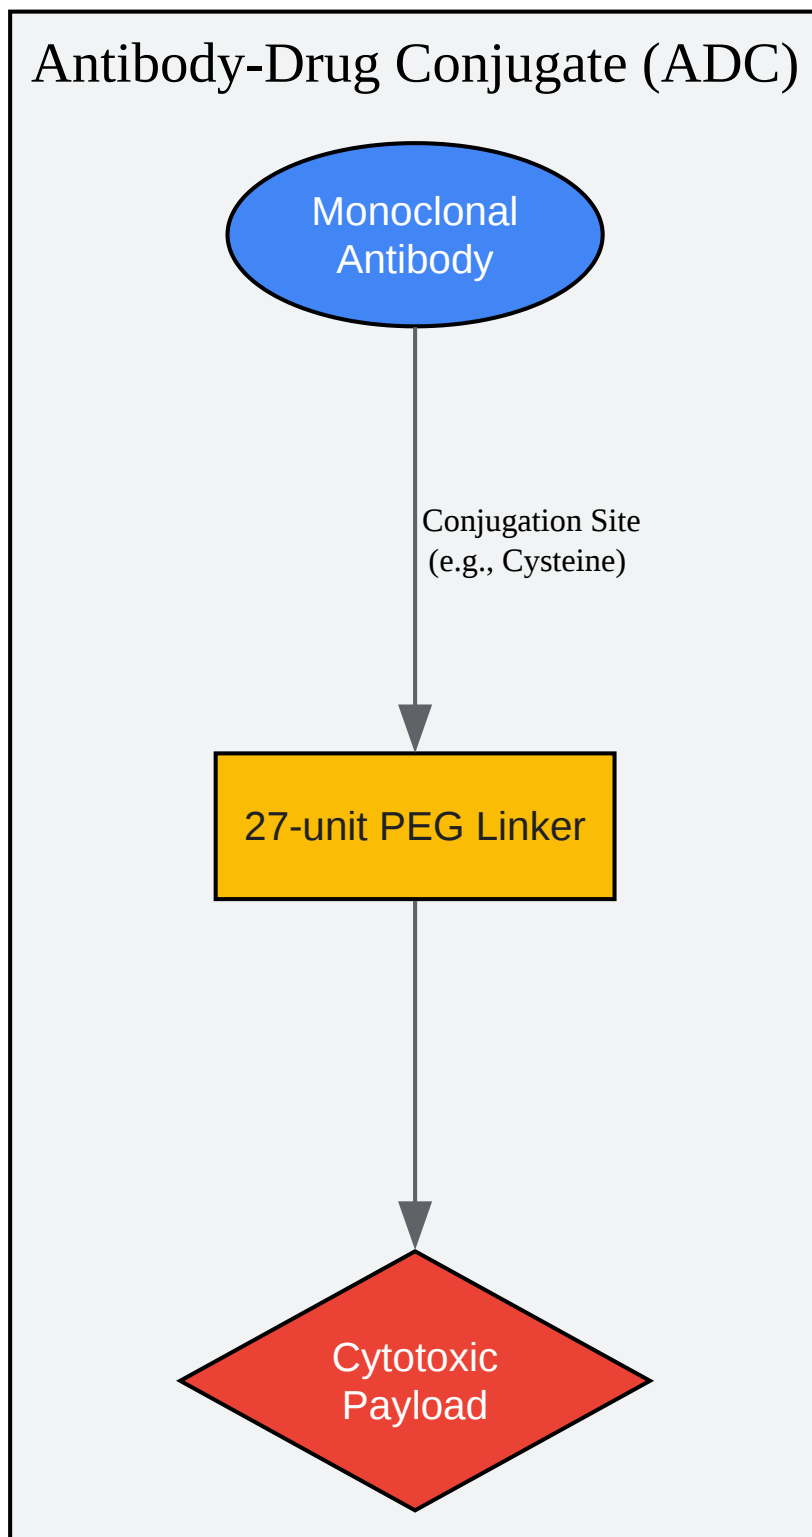 Antibody-Drug Conjugate (ADC)
Monoclonal
Antibody
Conjugation Site
(e.g., Cysteine)
27-unit PEG Linker
Cytotoxic
Payload